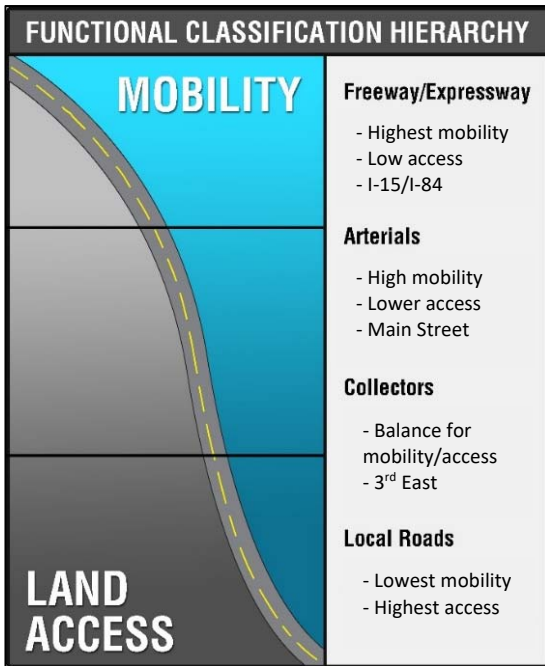 FUNCTIONAL CLASSIFICATION HIERARCHY
MOBILITY
LAND
ACCESS
Freeway/Expressway
- Highest mobility
- Low access
- I-15/I-84
Arterials
- High mobility
- Lower access
- Main Street
Collectors
- Balance for
mobility/access
- 3rd East
Local Roads
- Lowest mobility
- Highest access